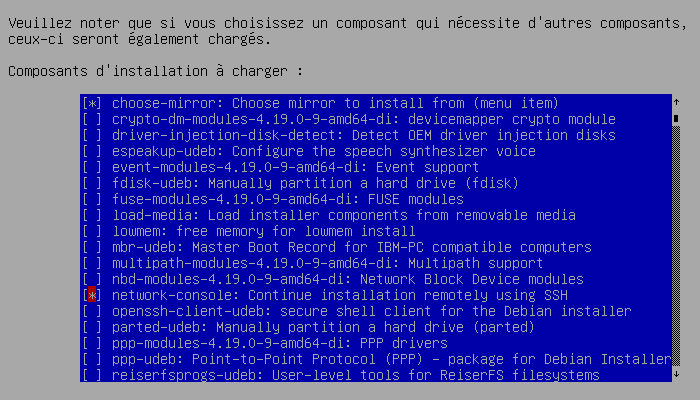 Veuillez noter que si vous choisissez un composant qui nécessite d'autres composants,
ceux-ci seront également chargés.
Composants d'installation à charger :
[*] choose-mirror: Choose mirror to install from (menu item)
[ ] crypto-dm-modules-4.19.0-9-amd64-di: devicemapper crypto module
[ ] driver-injection-disk-detect: Detect OEM driver injection disks
[ ] espeakup-udeb: Configure the speech synthesizer voice
[ ] event-modules-4.19.0-9-amd64-di: Event support
[ ] fdisk-udeb: Manually partition a hard drive (fdisk)
[ ] fuse-modules-4.19.0-9-amd64-di: FUSE modules
[ ] load-media: Load installer components from removable media
[ ] lowmem: free memory for lowmem install
[ ] mbr-udeb: Master Boot Record for IBM-PC compatible computers
[ ] multipath-modules-4.19.0-9-amd64-di: Multipath support
[ ] nbd-modules-4.19.0-9-amd64-di: Network Block Device modules
[*] network-console: Continue installation remotely using SSH
[ ] openssh-client-udeb: secure shell client for the Debian installer
[ ] parted-udeb: Manually partition a hard drive (parted)
[ ] ppp-modules-4.19.0-9-amd64-di: PPP drivers
[ ] ppp-udeb: Point-to-Point Protocol (PPP) - package for Debian Installer
[ ] reiserfsprogs-udeb: User-level tools for ReiserFS filesystems